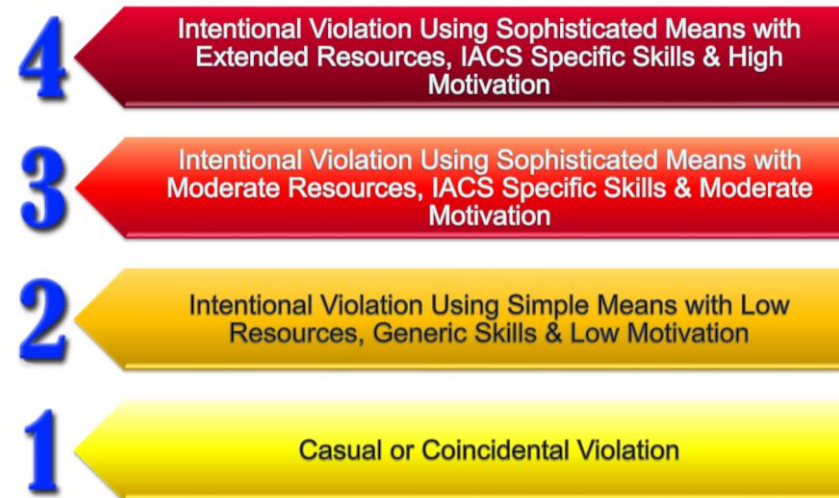 4
Intentional Violation Using Sophisticated Means with
Extended Resources, IACS Specific Skills & High
Motivation
3
Intentional Violation Using Sophisticated Means with
Moderate Resources, IACS Specific Skills & Moderate
Motivation
2
Intentional Violation Using Simple Means with Low
Resources, Generic Skills & Low Motivation
1
Casual or Coincidental Violation